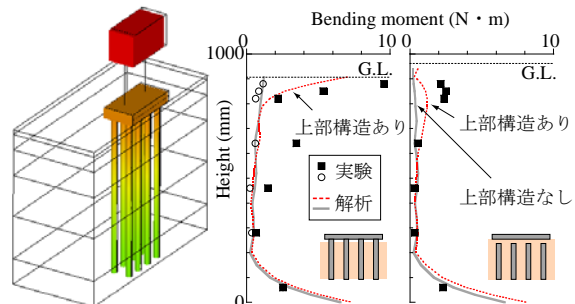 Bending moment (N・m)
1000 0 10 0 10
G.L. G.L.
上部構造あり
上部構造あり
Height (mm)
■ ○ 実験
上部構造なし
解析
0